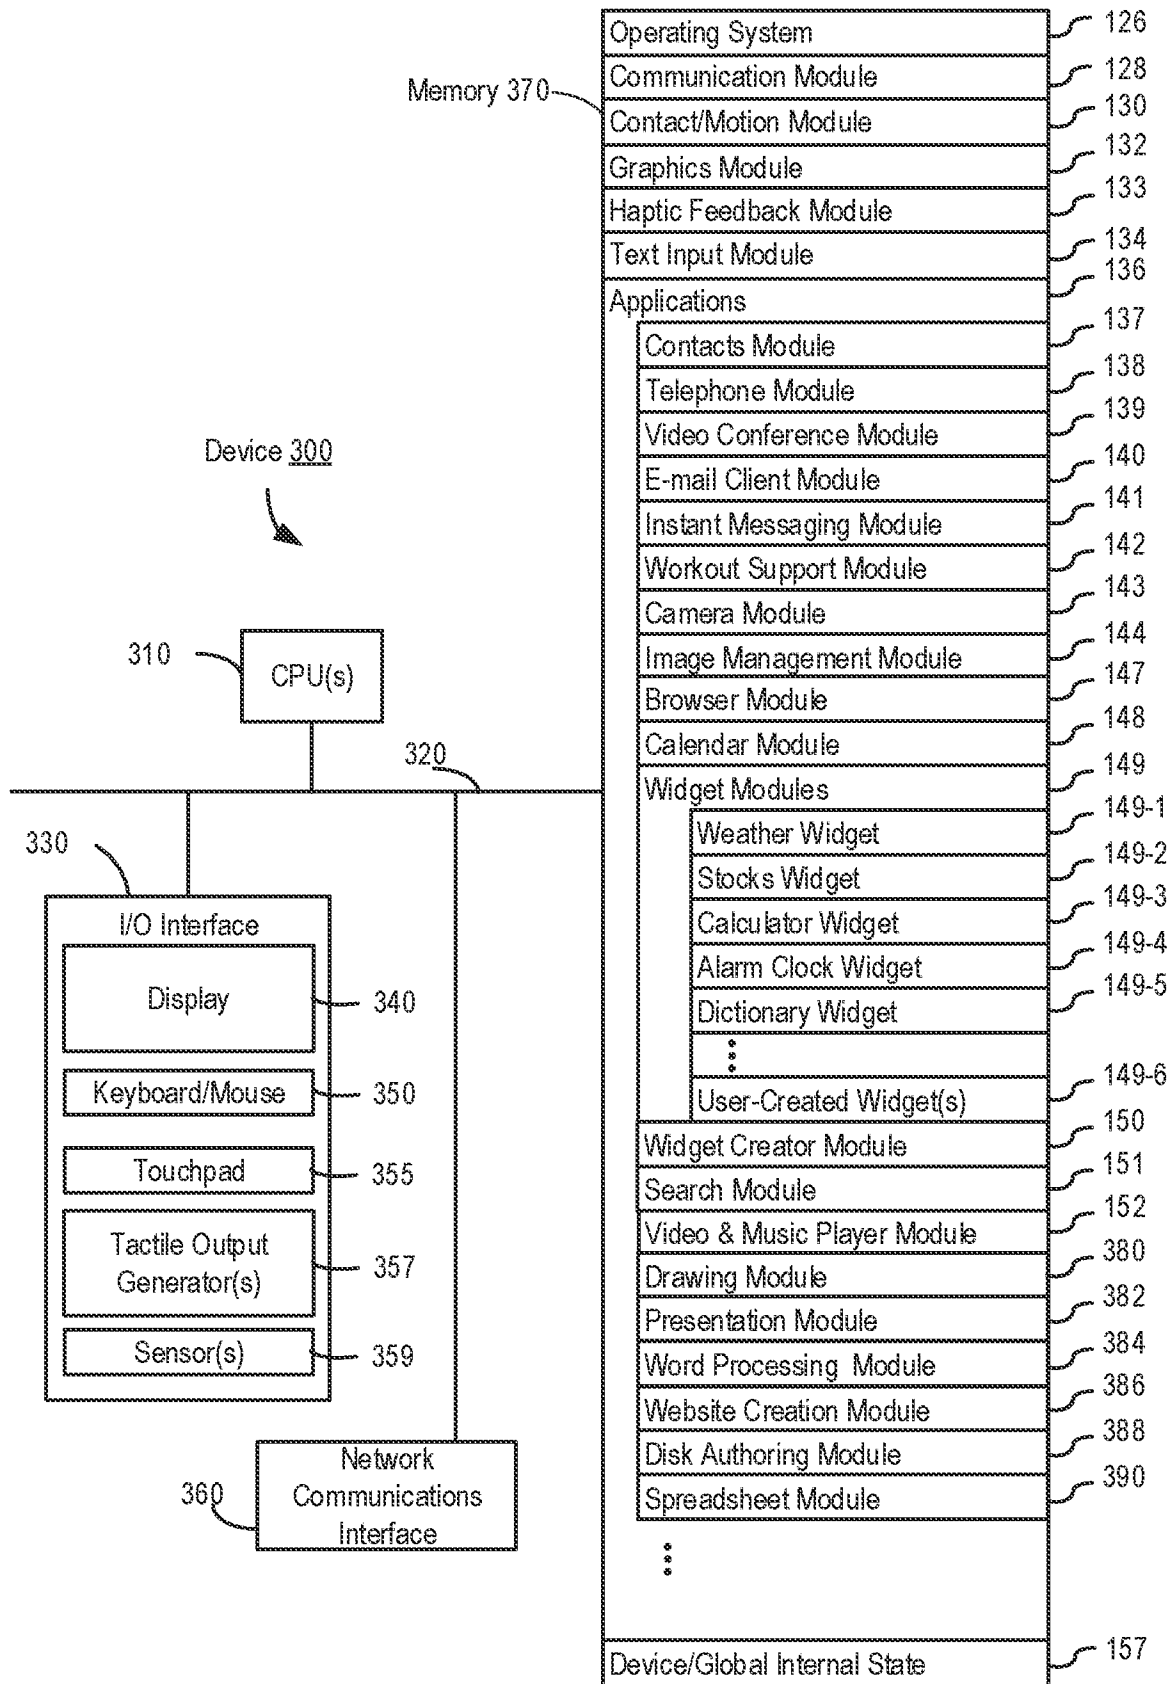 Operating System 126
Communication Module 128
Memory 370
Contact/Motion Module 130
Graphics Module 132
Haptic Feedback Module 133
Text Input Module 134
Applications 136
Contacts Module 137
Telephone Module 138
Video Conference Module 139
E-mail Client Module 140
Instant Messaging Module 141
Workout Support Module 142
Camera Module 143
Image Management Module 144
Browser Module 147
Calendar Module 148
Widget Modules 149
Weather Widget 149-1
Stocks Widget 149-2
Calculator Widget 149-3
Alarm Clock Widget 149-4
Dictionary Widget 149-5
User-Created Widget(s) 149-6
Widget Creator Module 150
Search Module 151
Video & Music Player Module 152
Drawing Module 380
Presentation Module 382
Word Processing Module 384
Website Creation Module 386
Disk Authoring Module 388
Spreadsheet Module 390
Device/Global Internal State 157
Device 300
310
CPU(s)
320
330
I/O Interface
Display 340
Keyboard/Mouse 350
Touchpad 355
Tactile Output
Generator(s) 357
Sensor(s) 359
360
Network
Communications
Interface